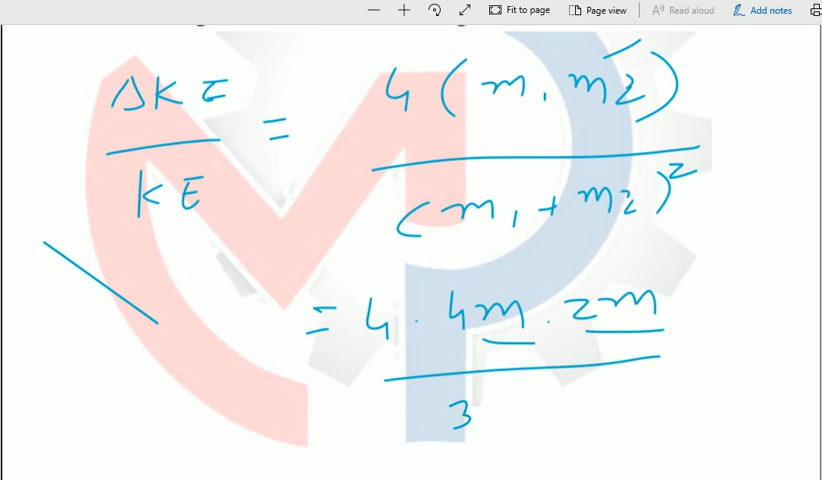 Fit to page Page view Read aloud Add notes
ΔKE / KE = 4 (m1 m2) / (m1 + m2)²
= 4 · 4m · 2m / 3